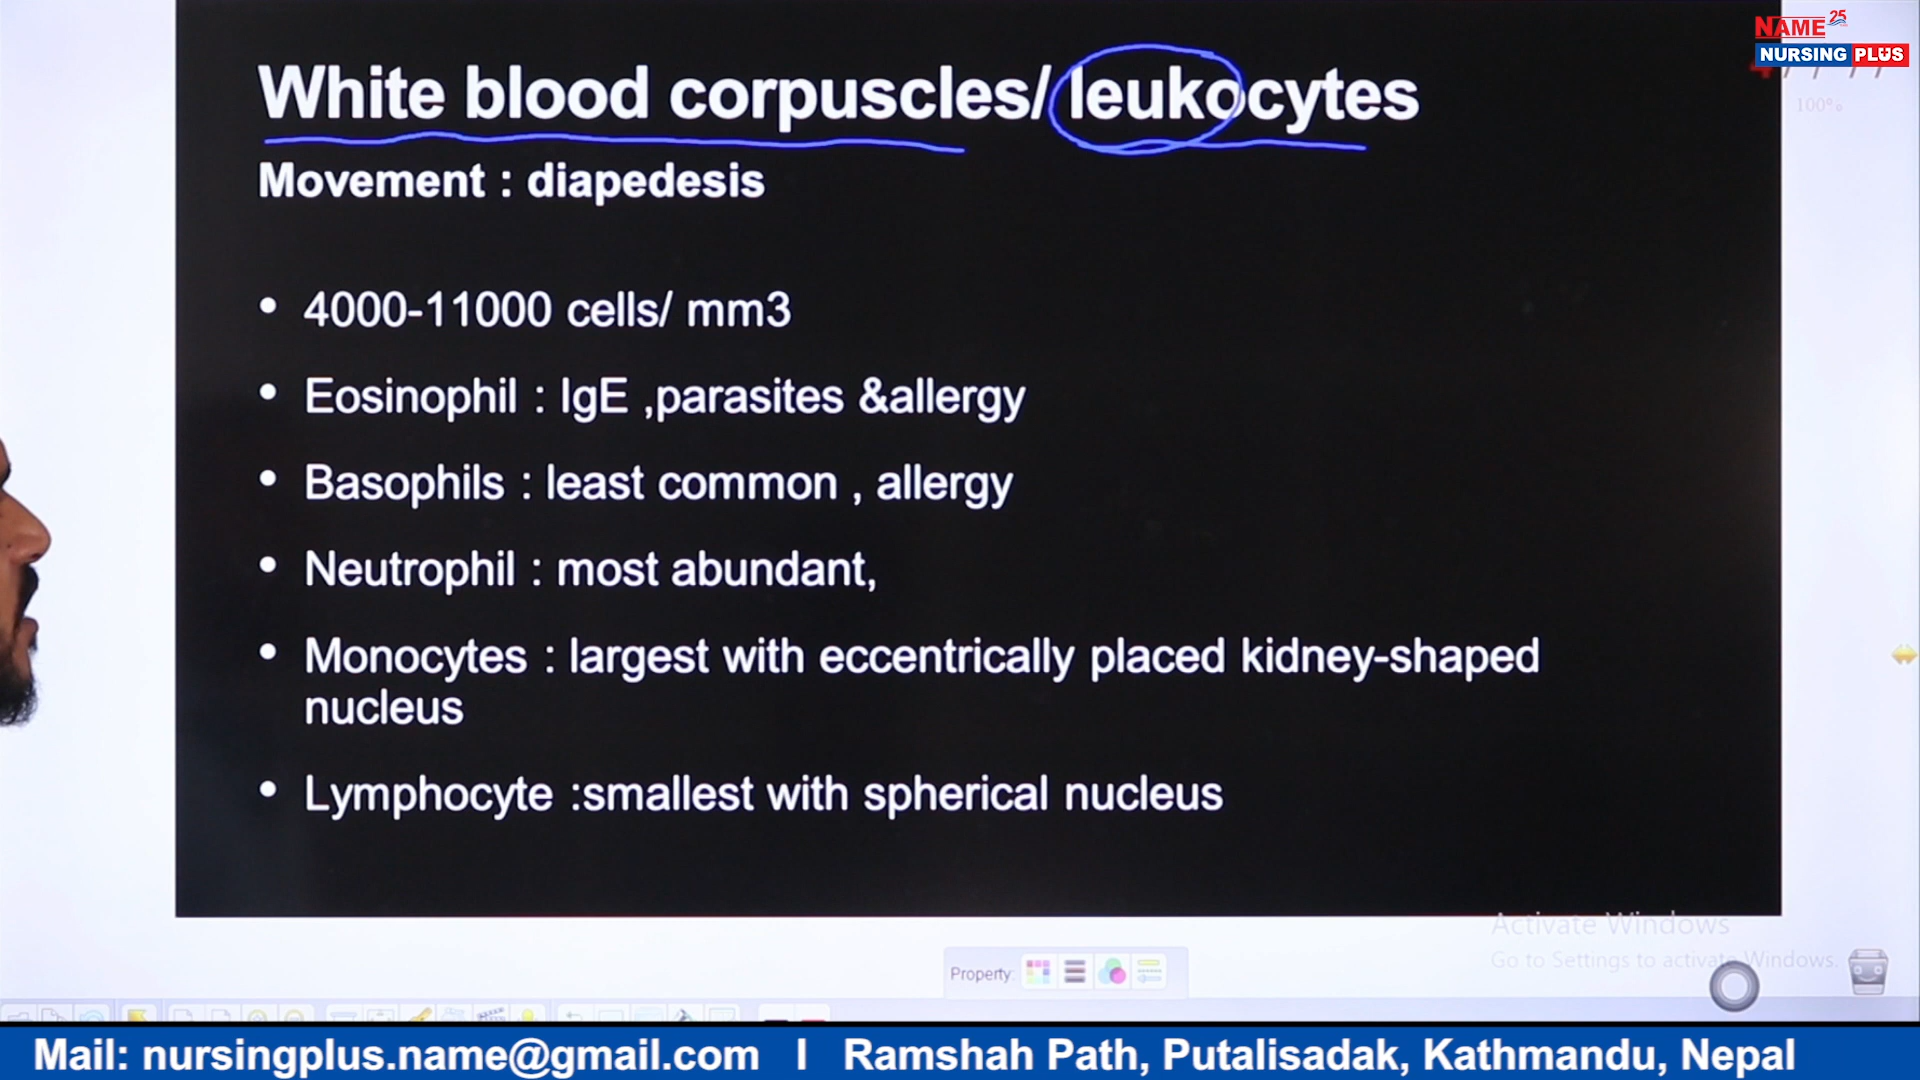 NAME 25
NURSING PLUS
100%
White blood corpuscles/ leukocytes
Movement : diapedesis
• 4000-11000 cells/ mm3
• Eosinophil : IgE ,parasites &allergy
• Basophils : least common , allergy
• Neutrophil : most abundant,
• Monocytes : largest with eccentrically placed kidney-shaped
nucleus
• Lymphocyte :smallest with spherical nucleus
Activate Windows
Go to Settings to activate Windows.
Property:
Mail: nursingplus.name@gmail.com I Ramshah Path, Putalisadak, Kathmandu, Nepal